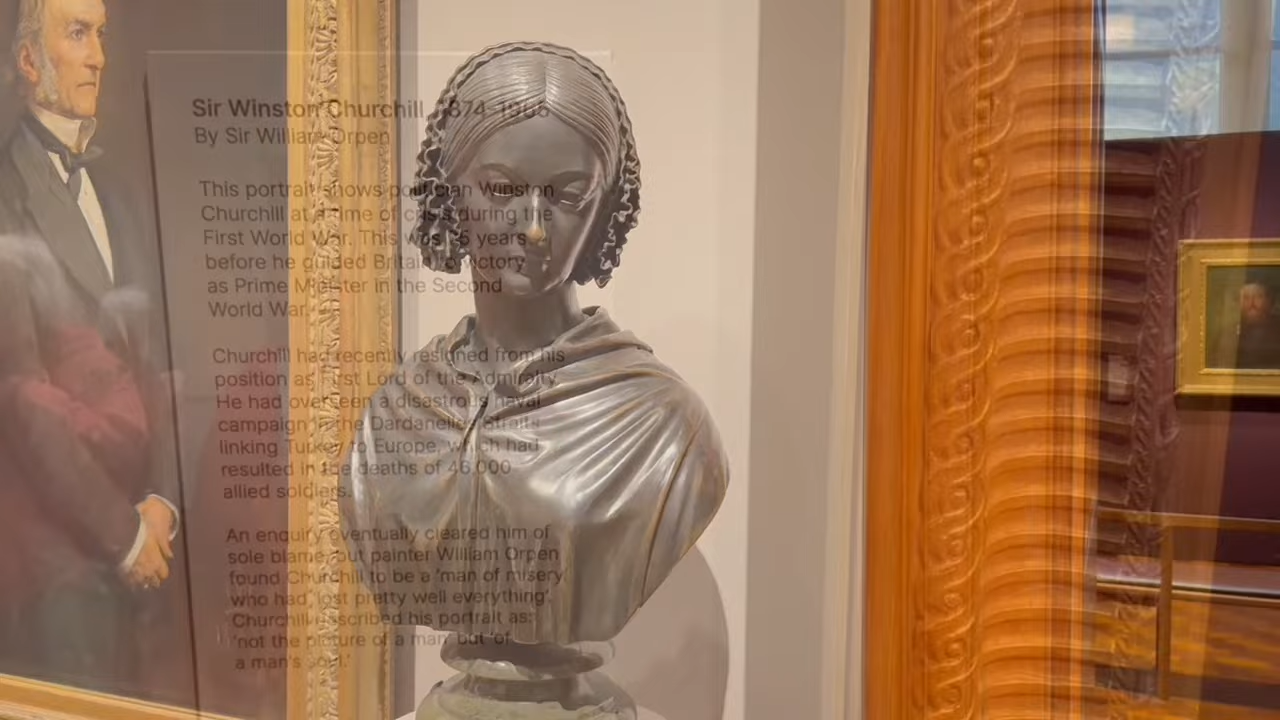 Sir Winston Churchill, 1874-1965
By Sir William Orpen
This portrait shows politician Winston
Churchill at a time of crisis during the
First World War. This was 25 years
before he guided Britain to victory
as Prime Minister in the Second
World War.
Churchill had recently resigned from his
position as First Lord of the Admiralty.
He had overseen a disastrous naval
campaign in the Dardanelles Straits
linking Turkey to Europe, which had
resulted in the deaths of 46,000
allied soldiers.
An enquiry eventually cleared him of
sole blame, but painter William Orpen
found Churchill to be a 'man of misery
who had lost pretty well everything'.
Churchill described his portrait as:
'not the picture of a man but of
a man's soul.'